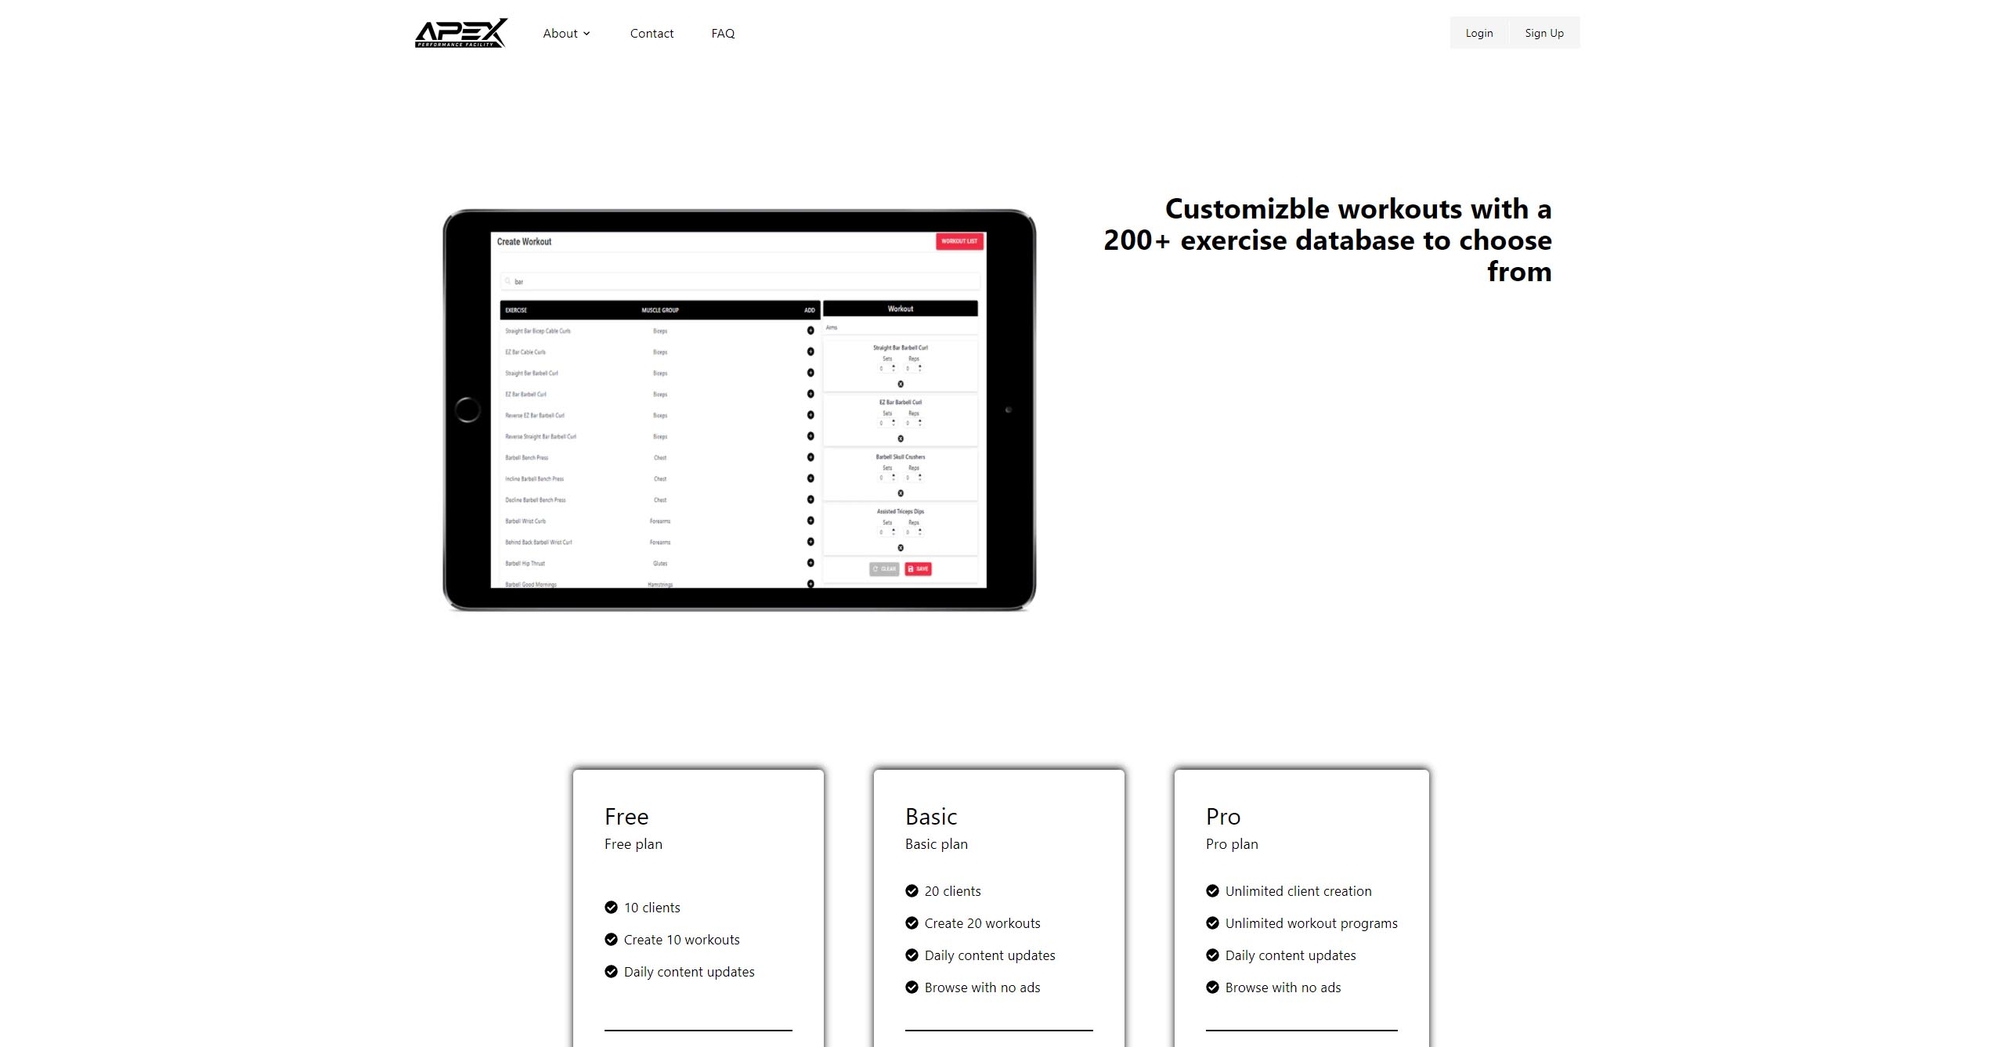 APEX
PERFORMANCE FACILITY
About
Contact
FAQ
Login
Sign Up
Customizble workouts with a
200+ exercise database to choose
from
Create Workout
WORKOUT LIST
bar
EXERCISE MUSCLE GROUP ADD
Straight Bar Bicep Cable Curls Biceps
EZ Bar Cable Curls Biceps
Straight Bar Barbell Curl Biceps
EZ Bar Barbell Curl Biceps
Reverse EZ Bar Barbell Curl Biceps
Reverse Straight Bar Barbell Curl Biceps
Barbell Bench Press Chest
Incline Barbell Bench Press Chest
Decline Barbell Bench Press Chest
Barbell Wrist Curls Forearms
Behind Back Barbell Wrist Curl Forearms
Barbell Hip Thrust Glutes
Barbell Good Mornings Hamstrings
Workout
Arms
Straight Bar Barbell Curl
Sets Reps
0 0
EZ Bar Barbell Curl
Sets Reps
0 0
Barbell Skull Crushers
Sets Reps
0 0
Assisted Triceps Dips
Sets Reps
0 0
CLEAR SAVE
Free
Free plan
10 clients
Create 10 workouts
Daily content updates
Basic
Basic plan
20 clients
Create 20 workouts
Daily content updates
Browse with no ads
Pro
Pro plan
Unlimited client creation
Unlimited workout programs
Daily content updates
Browse with no ads